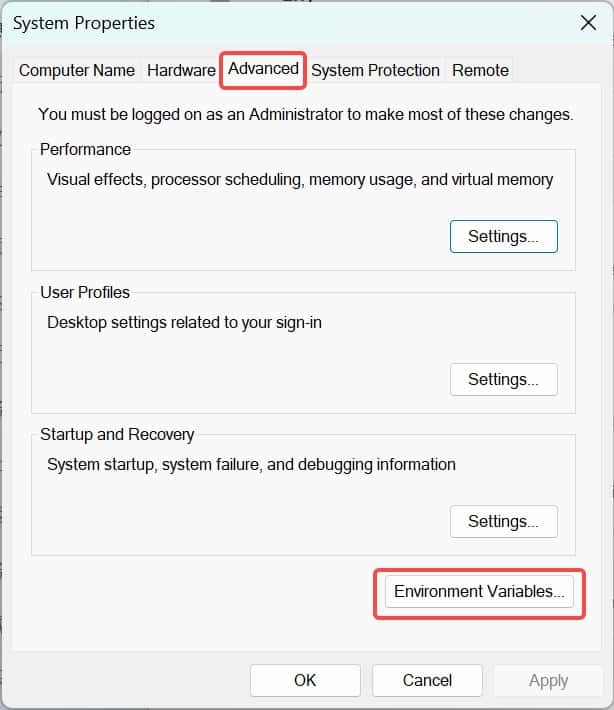 System Properties
Computer Name Hardware Advanced System Protection Remote
You must be logged on as an Administrator to make most of these changes.
Performance
Visual effects, processor scheduling, memory usage, and virtual memory
Settings...
User Profiles
Desktop settings related to your sign-in
Settings...
Startup and Recovery
System startup, system failure, and debugging information
Settings...
Environment Variables...
OK Cancel Apply